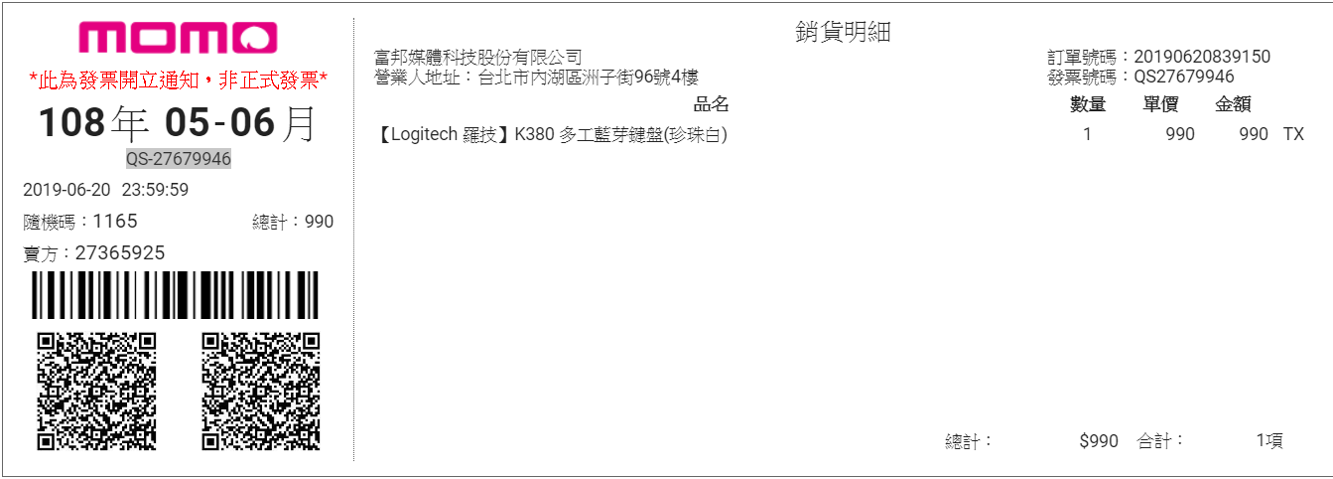 momo
*此為發票開立通知，非正式發票*
108年 05-06月
QS-27679946
2019-06-20 23:59:59
隨機碼：1165 總計：990
賣方：27365925
銷貨明細
富邦媒體科技股份有限公司 訂單號碼：20190620839150
營業人地址：台北市內湖區洲子街96號4樓 發票號碼：QS27679946
品名 數量 單價 金額
【Logitech 羅技】K380 多工藍芽鍵盤(珍珠白) 1 990 990 TX
總計： $990 合計： 1項